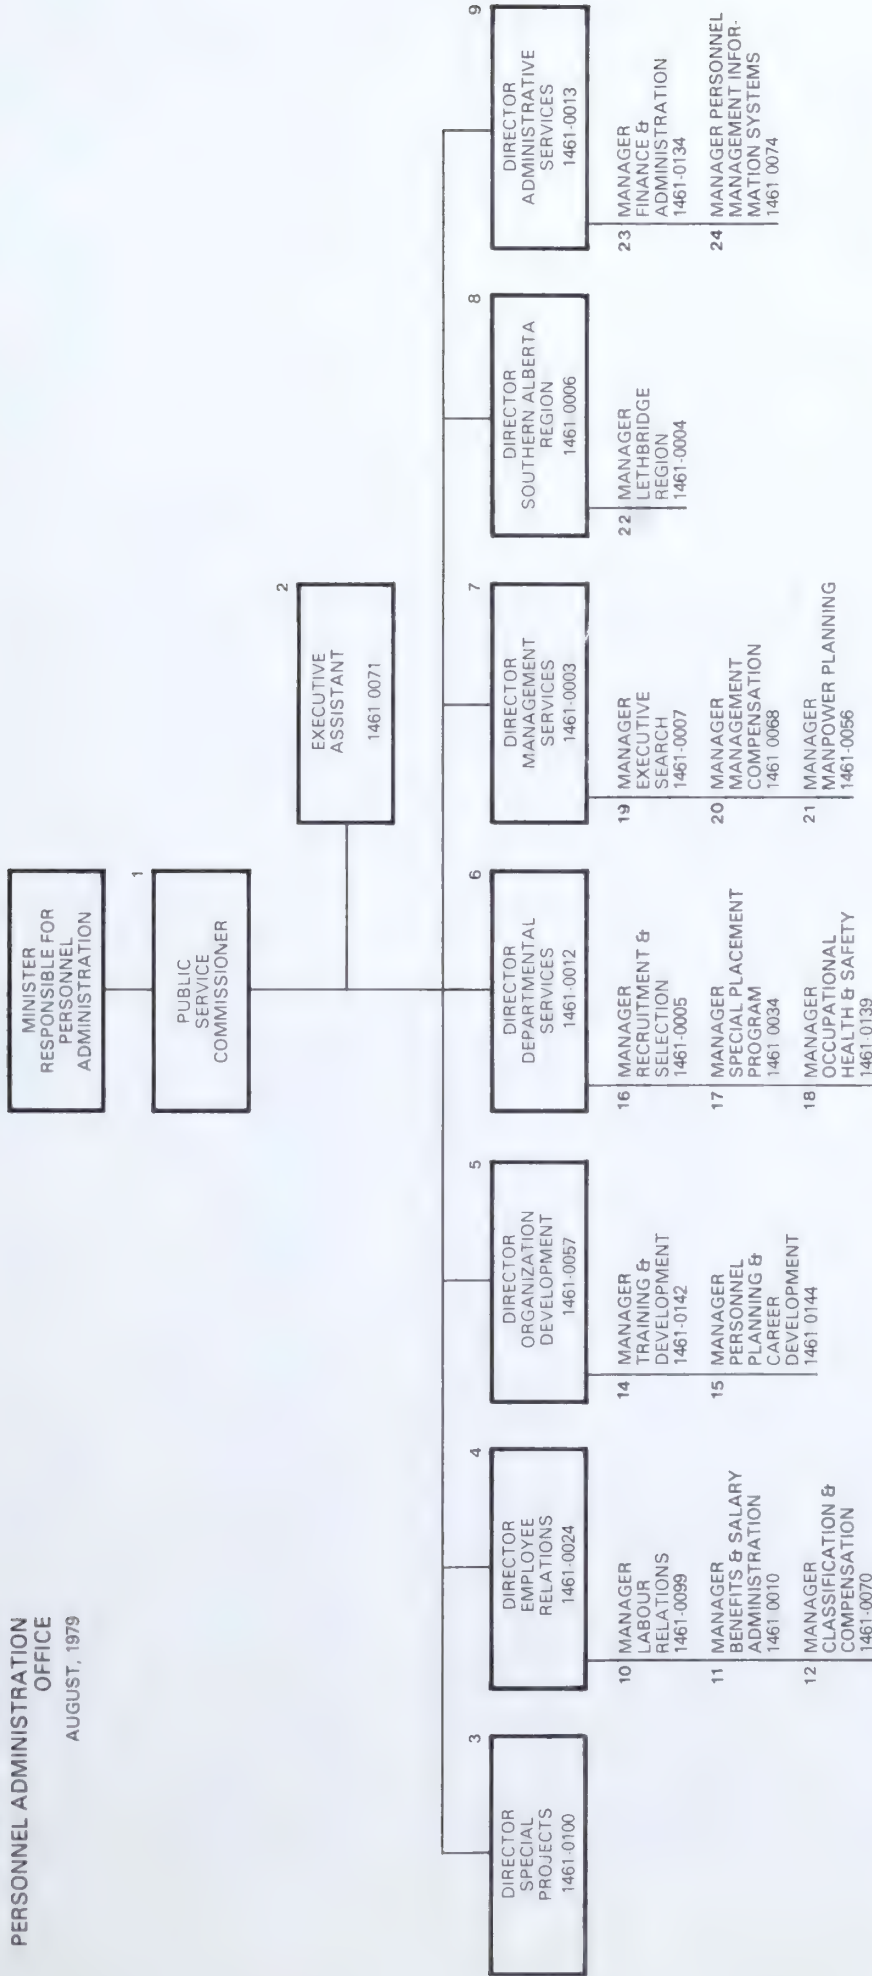 PERSONNEL ADMINISTRATION
OFFICE
AUGUST, 1979
MINISTER
RESPONSIBLE FOR
PERSONNEL
ADMINISTRATION
1
PUBLIC
SERVICE
COMMISSIONER
2
EXECUTIVE
ASSISTANT
1461 0071
3
DIRECTOR
SPECIAL
PROJECTS
1461-0100
4
DIRECTOR
EMPLOYEE
RELATIONS
1461-0024
10 MANAGER
LABOUR
RELATIONS
1461-0099
11 MANAGER
BENEFITS & SALARY
ADMINISTRATION
1461 0010
12 MANAGER
CLASSIFICATION &
COMPENSATION
1461-0070
5
DIRECTOR
ORGANIZATION
DEVELOPMENT
1461-0057
14 MANAGER
TRAINING &
DEVELOPMENT
1461-0142
15 MANAGER
PERSONNEL
PLANNING &
CAREER
DEVELOPMENT
1461 0144
6
DIRECTOR
DEPARTMENTAL
SERVICES
1461-0012
16 MANAGER
RECRUITMENT &
SELECTION
1461-0005
17 MANAGER
SPECIAL PLACEMENT
PROGRAM
1461 0034
18 MANAGER
OCCUPATIONAL
HEALTH & SAFETY
1461-0139
7
DIRECTOR
MANAGEMENT
SERVICES
1461-0003
19 MANAGER
EXECUTIVE
SEARCH
1461-0007
20 MANAGER
MANAGEMENT
COMPENSATION
1461 0068
21 MANAGER
MANPOWER PLANNING
1461-0056
8
DIRECTOR
SOUTHERN ALBERTA
REGION
1461 0006
22 MANAGER
LETHBRIDGE
REGION
1461-0004
9
DIRECTOR
ADMINISTRATIVE
SERVICES
1461-0013
23 MANAGER
FINANCE &
ADMINISTRATION
1461-0134
24 MANAGER PERSONNEL
MANAGEMENT INFOR-
MATION SYSTEMS
1461 0074